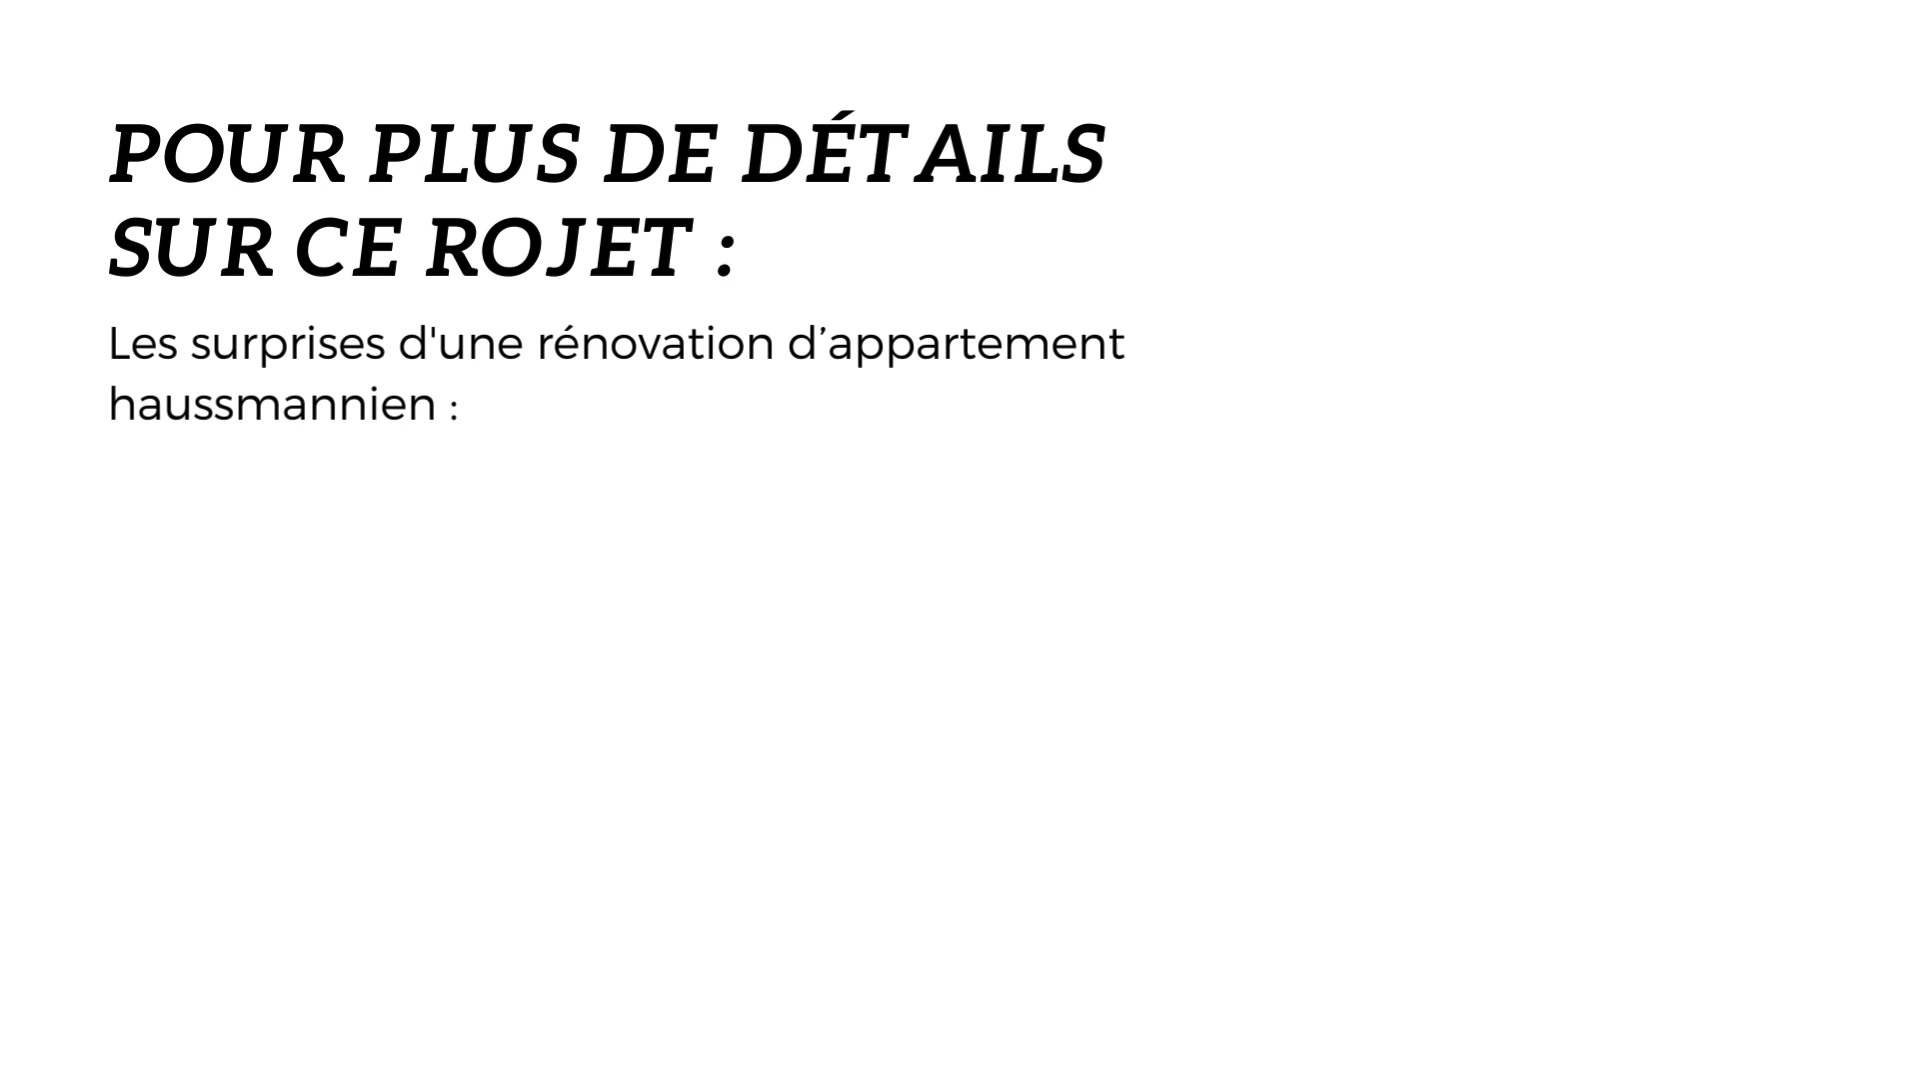 POUR PLUS DE DÉTAILS
SUR CE ROJET :
Les surprises d'une rénovation d’appartement
haussmannien :